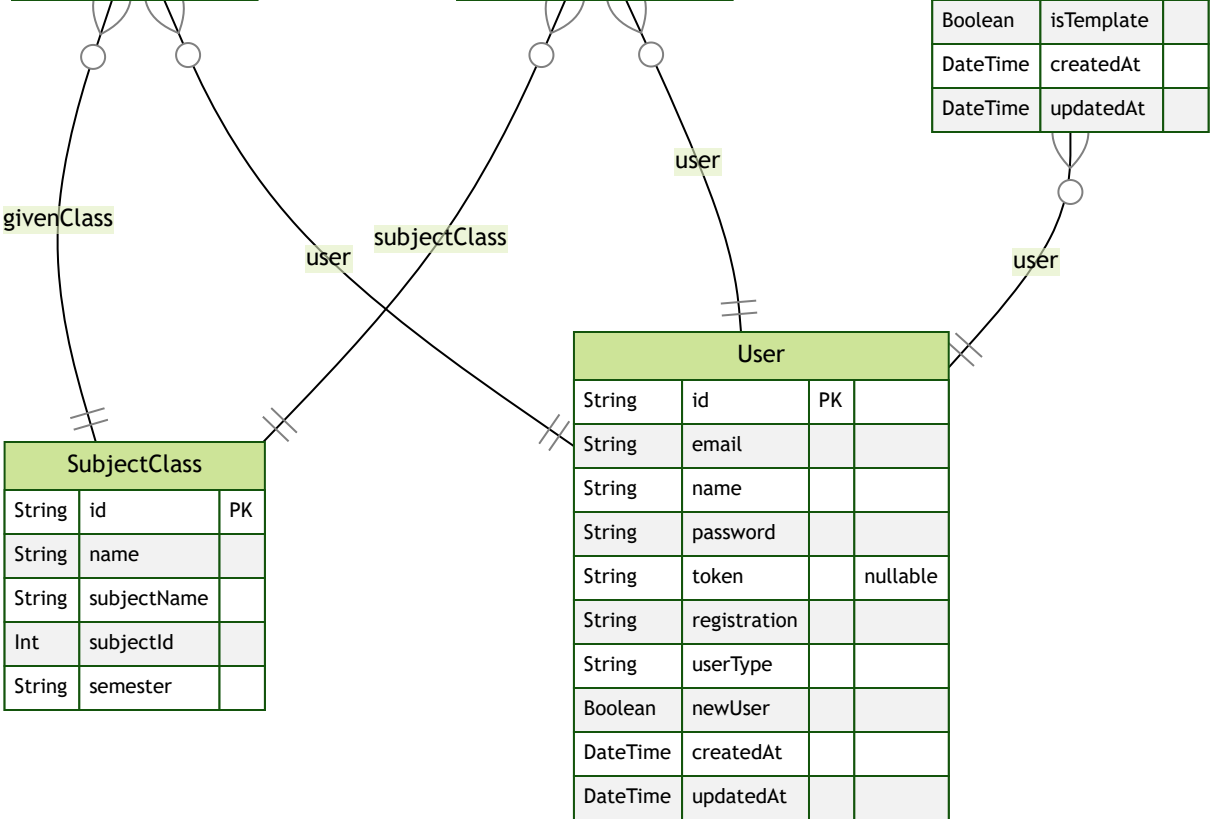 Boolean isTemplate
DateTime createdAt
DateTime updatedAt
user
givenClass
subjectClass
user
user
User
String id PK
String email
String name
String password
String token nullable
String registration
String userType
Boolean newUser
DateTime createdAt
DateTime updatedAt
SubjectClass
String id PK
String name
String subjectName
Int subjectId
String semester